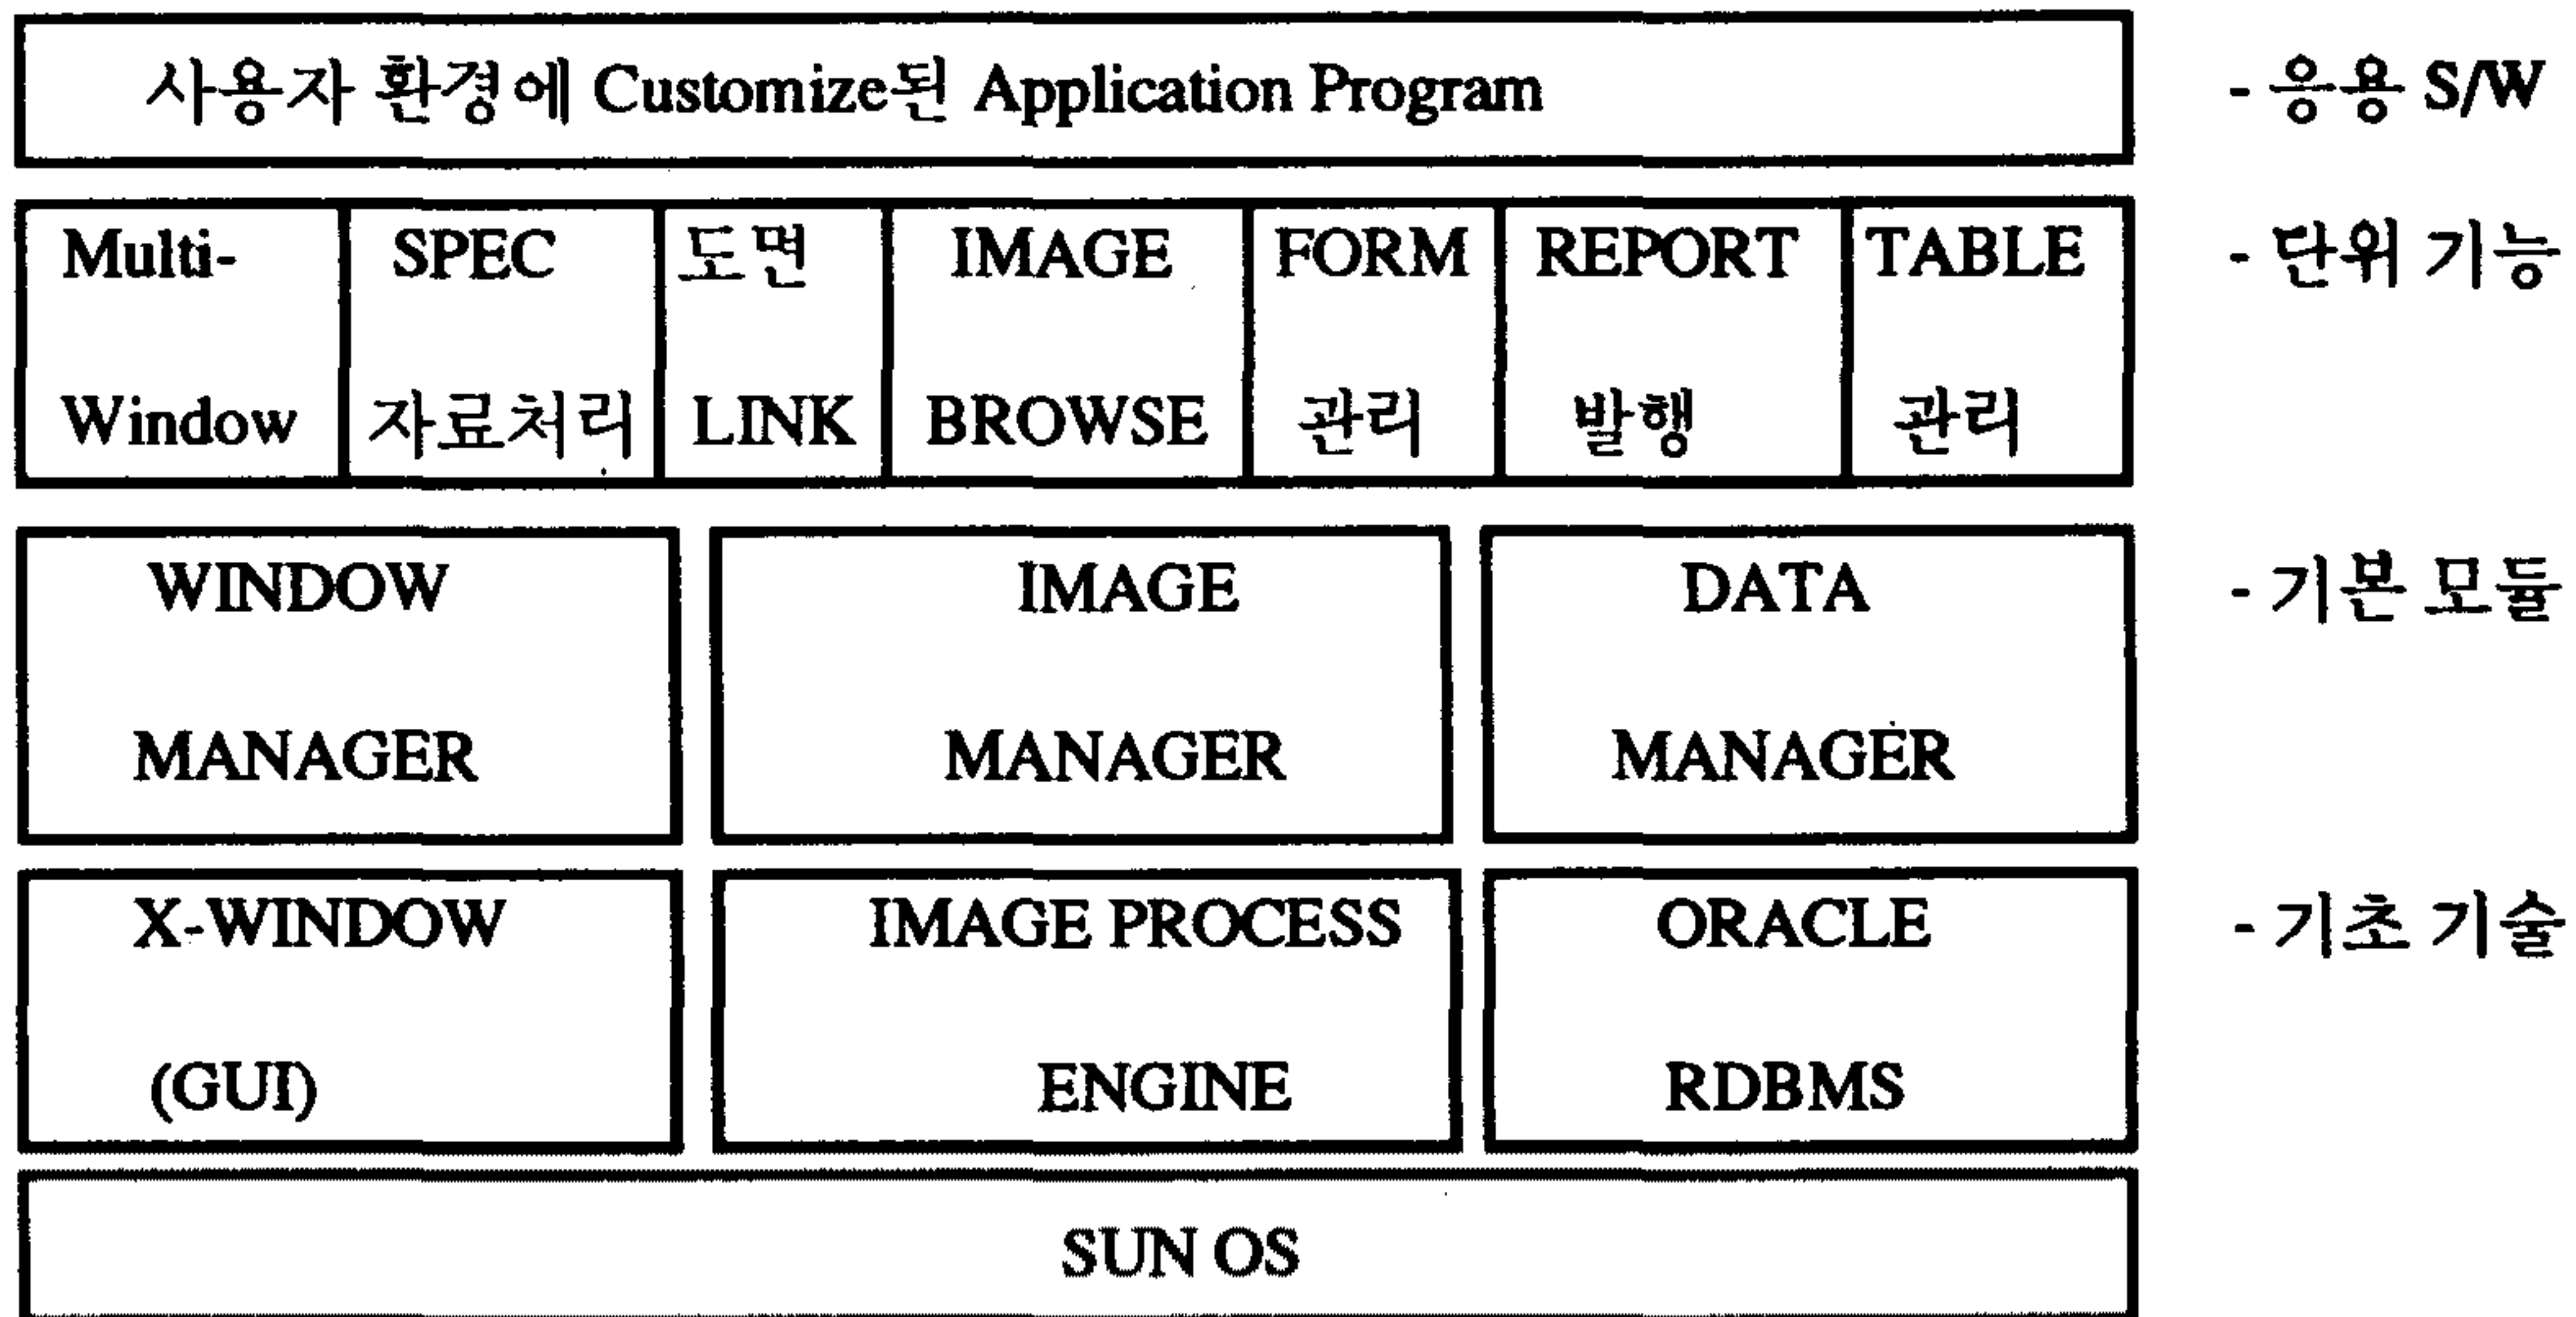 사용자 환경에 Customize된 Application Program
- 응용 S/W
Multi-
Window
SPEC
자료처리
도면
LINK
IMAGE
BROWSE
FORM
관리
REPORT
발행
TABLE
관리
- 단위 기능
WINDOW
MANAGER
IMAGE
MANAGER
DATA
MANAGER
- 기본 모듈
X-WINDOW
(GUI)
IMAGE PROCESS
ENGINE
ORACLE
RDBMS
- 기초 기술
SUN OS